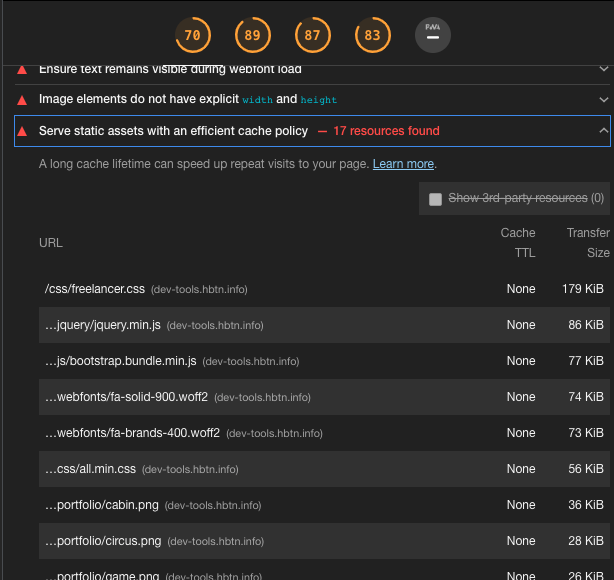 70 89 87 83 PWA
Ensure text remains visible during webfont load
Image elements do not have explicit width and height
Serve static assets with an efficient cache policy — 17 resources found
A long cache lifetime can speed up repeat visits to your page. Learn more.
Show 3rd-party resources (0)
URL Cache TTL Transfer Size
/css/freelancer.css (dev-tools.hbtn.info) None 179 KiB
…jquery/jquery.min.js (dev-tools.hbtn.info) None 86 KiB
…js/bootstrap.bundle.min.js (dev-tools.hbtn.info) None 77 KiB
…webfonts/fa-solid-900.woff2 (dev-tools.hbtn.info) None 74 KiB
…webfonts/fa-brands-400.woff2 (dev-tools.hbtn.info) None 73 KiB
…css/all.min.css (dev-tools.hbtn.info) None 56 KiB
…portfolio/cabin.png (dev-tools.hbtn.info) None 36 KiB
…portfolio/circus.png (dev-tools.hbtn.info) None 28 KiB
…portfolio/game.png (dev-tools.hbtn.info) None 26 KiB